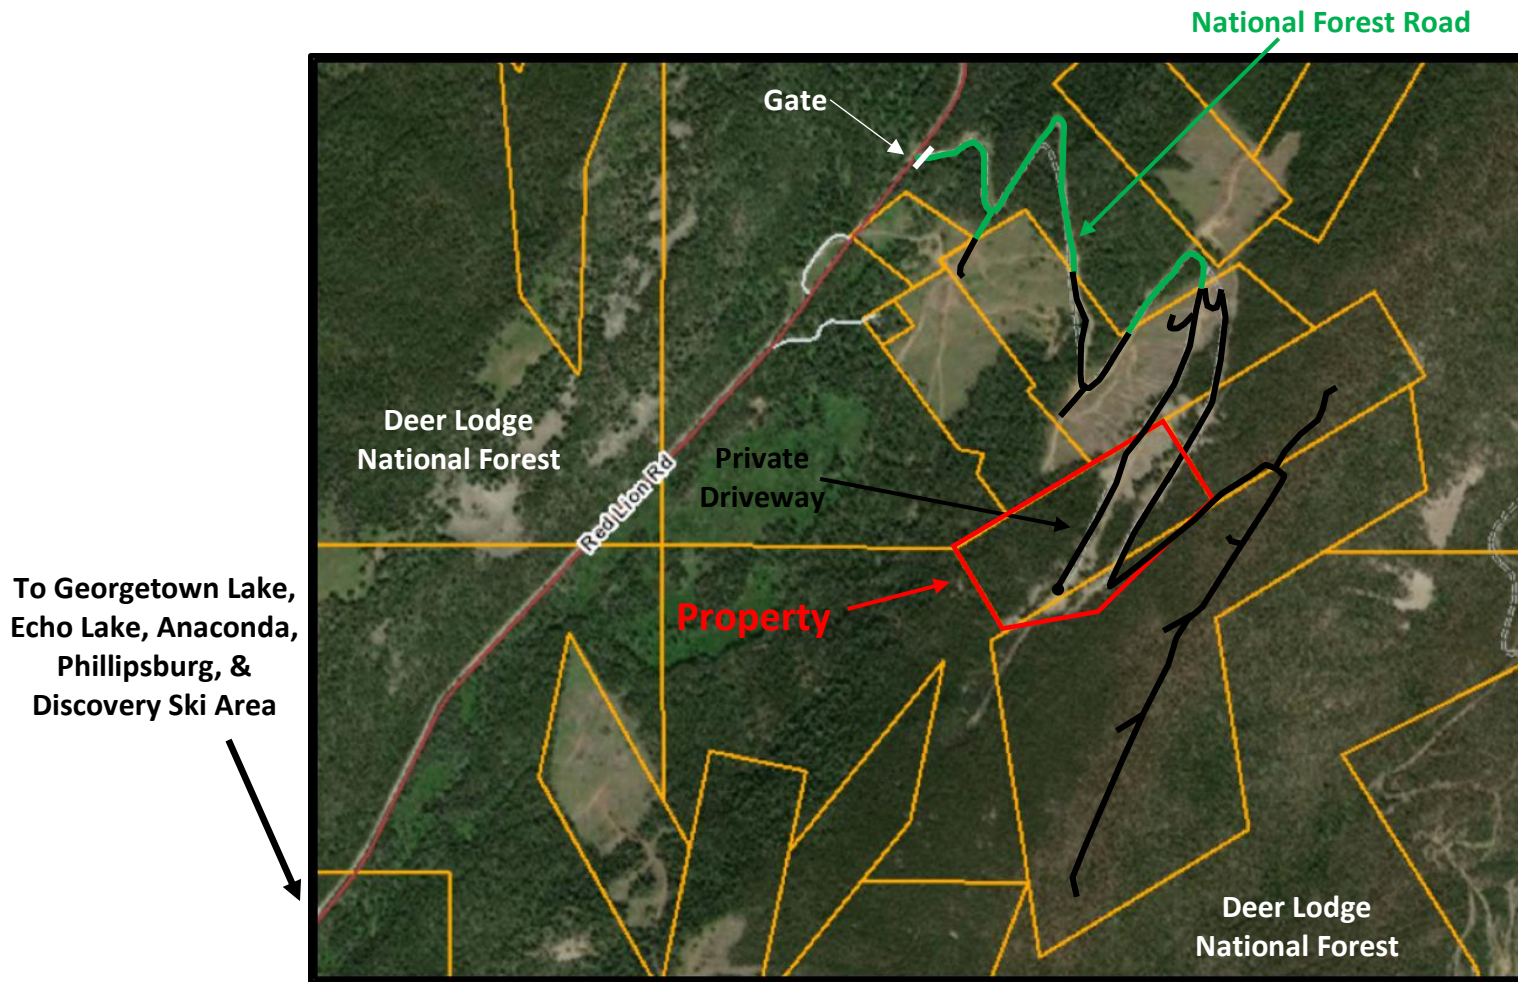 National Forest Road
Gate
Deer Lodge
National Forest
Private
Driveway
Red Lion Rd
To Georgetown Lake,
Echo Lake, Anaconda,
Phillipsburg, &
Discovery Ski Area
Property
Deer Lodge
National Forest